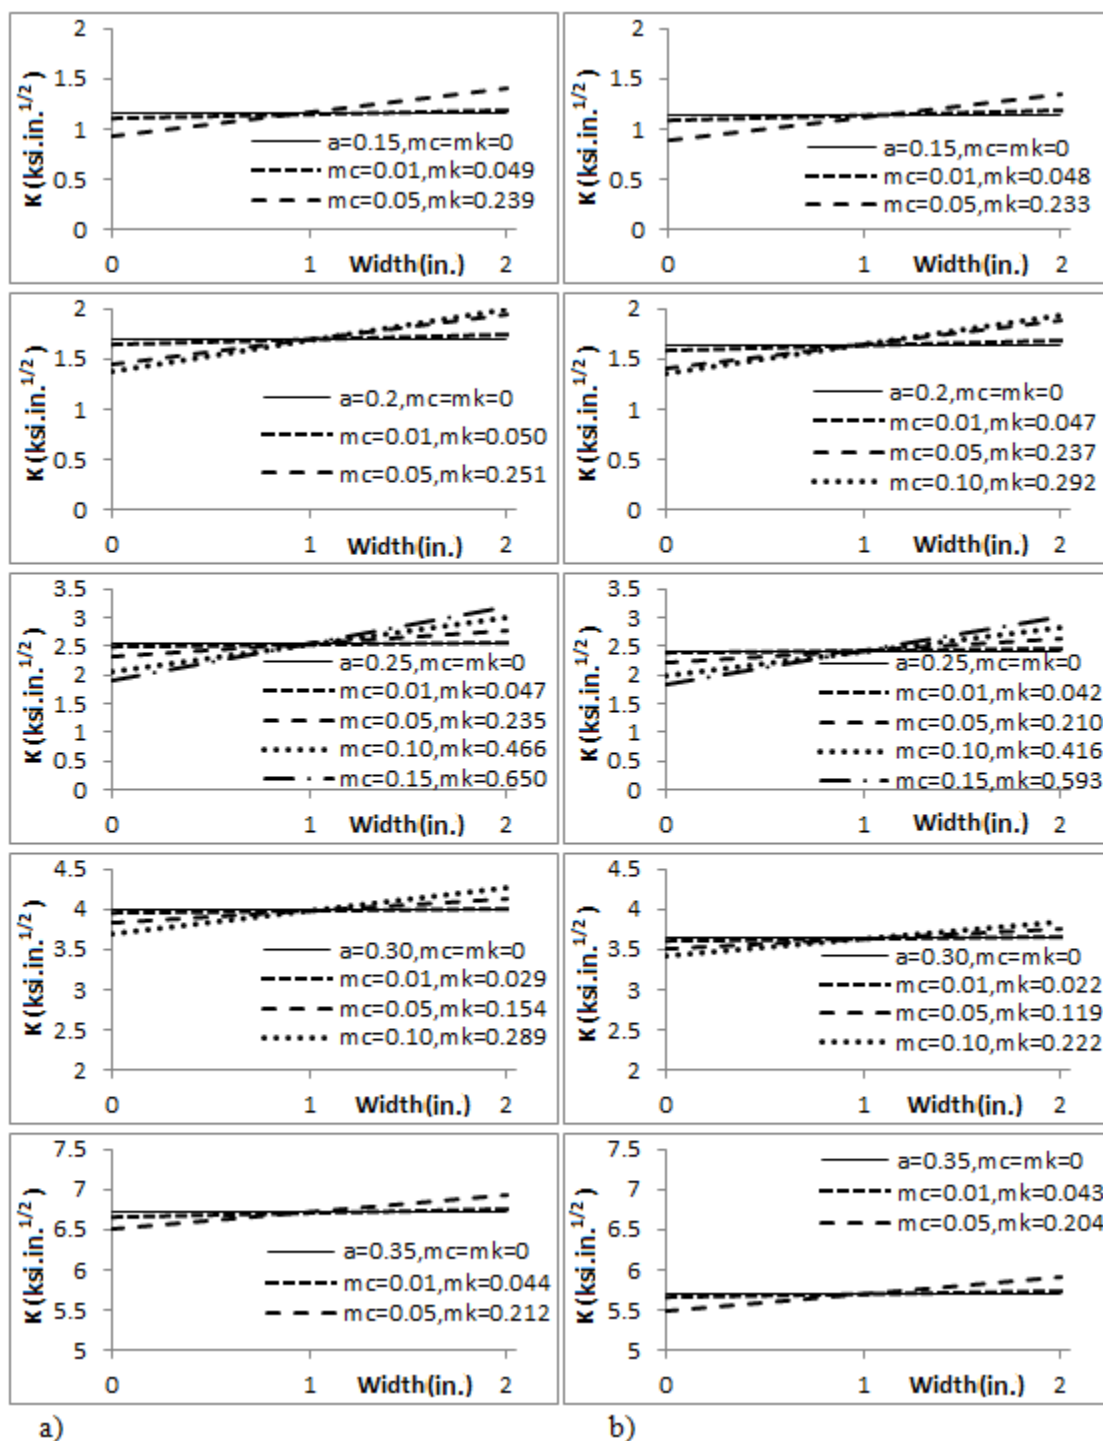 2
1.5
1
0.5
0
K (ksi.in.1/2)
a=0.15,mc=mk=0
mc=0.01,mk=0.049
mc=0.05,mk=0.239
0 1 Width(in.) 2
2
1.5
1
0.5
0
K (ksi.in.1/2)
a=0.15,mc=mk=0
mc=0.01,mk=0.048
mc=0.05,mk=0.233
0 1 Width(in.) 2
2
1.5
1
0.5
0
K (ksi.in.1/2)
a=0.2,mc=mk=0
mc=0.01,mk=0.050
mc=0.05,mk=0.251
0 1 Width(in.) 2
2
1.5
1
0.5
0
K (ksi.in.1/2)
a=0.2,mc=mk=0
mc=0.01,mk=0.047
mc=0.05,mk=0.237
mc=0.10,mk=0.292
0 1 Width(in.) 2
3.5
3
2.5
2
1.5
1
0.5
0
K (ksi.in.1/2)
a=0.25,mc=mk=0
mc=0.01,mk=0.047
mc=0.05,mk=0.235
mc=0.10,mk=0.466
mc=0.15,mk=0.650
0 1 Width(in.) 2
3.5
3
2.5
2
1.5
1
0.5
0
K (ksi.in.1/2)
a=0.25,mc=mk=0
mc=0.01,mk=0.042
mc=0.05,mk=0.210
mc=0.10,mk=0.416
mc=0.15,mk=0.593
0 1 Width(in.) 2
4.5
4
3.5
3
2.5
2
K (ksi.in.1/2)
a=0.30,mc=mk=0
mc=0.01,mk=0.029
mc=0.05,mk=0.154
mc=0.10,mk=0.289
0 1 Width(in.) 2
4.5
4
3.5
3
2.5
2
K (ksi.in.1/2)
a=0.30,mc=mk=0
mc=0.01,mk=0.022
mc=0.05,mk=0.119
mc=0.10,mk=0.222
0 1 Width(in.) 2
7.5
7
6.5
6
5.5
5
K (ksi.in.1/2)
a=0.35,mc=mk=0
mc=0.01,mk=0.044
mc=0.05,mk=0.212
0 1 Width(in.) 2
7.5
7
6.5
6
5.5
5
K (ksi.in.1/2)
a=0.35,mc=mk=0
mc=0.01,mk=0.043
mc=0.05,mk=0.204
0 1 Width(in.) 2
a) b)